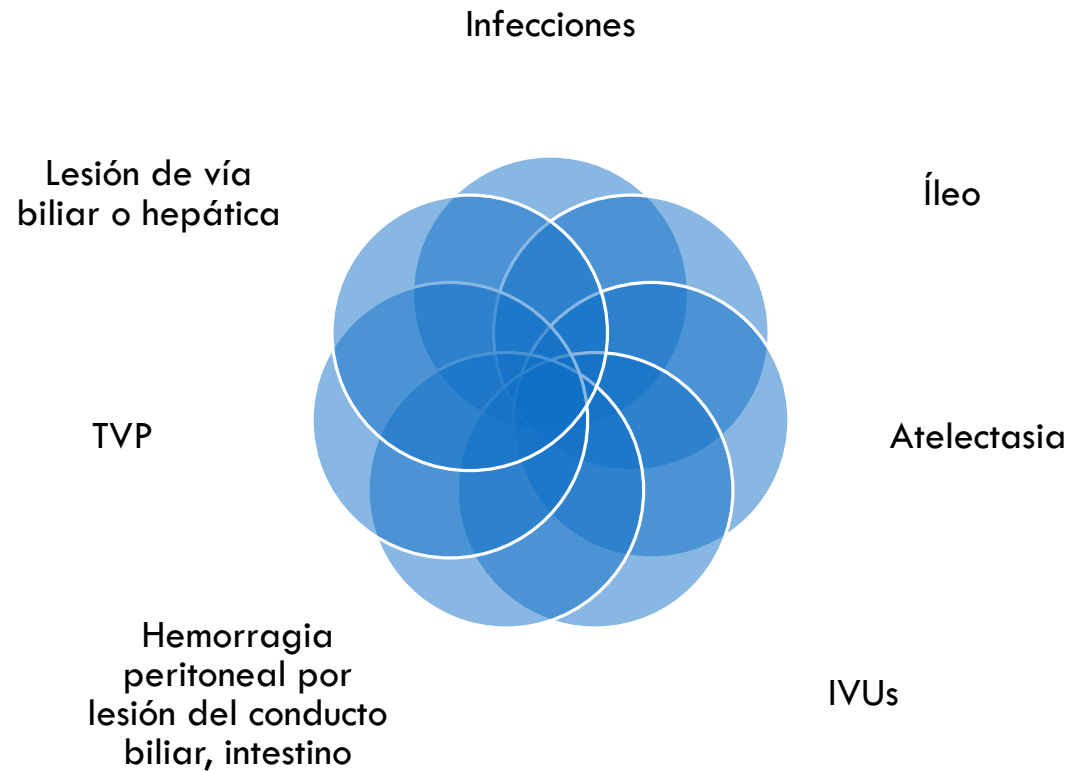 Infecciones
Íleo
Atelectasia
IVUs
Hemorragia
peritoneal por
lesión del conducto
biliar, intestino
TVP
Lesión de vía
biliar o hepática